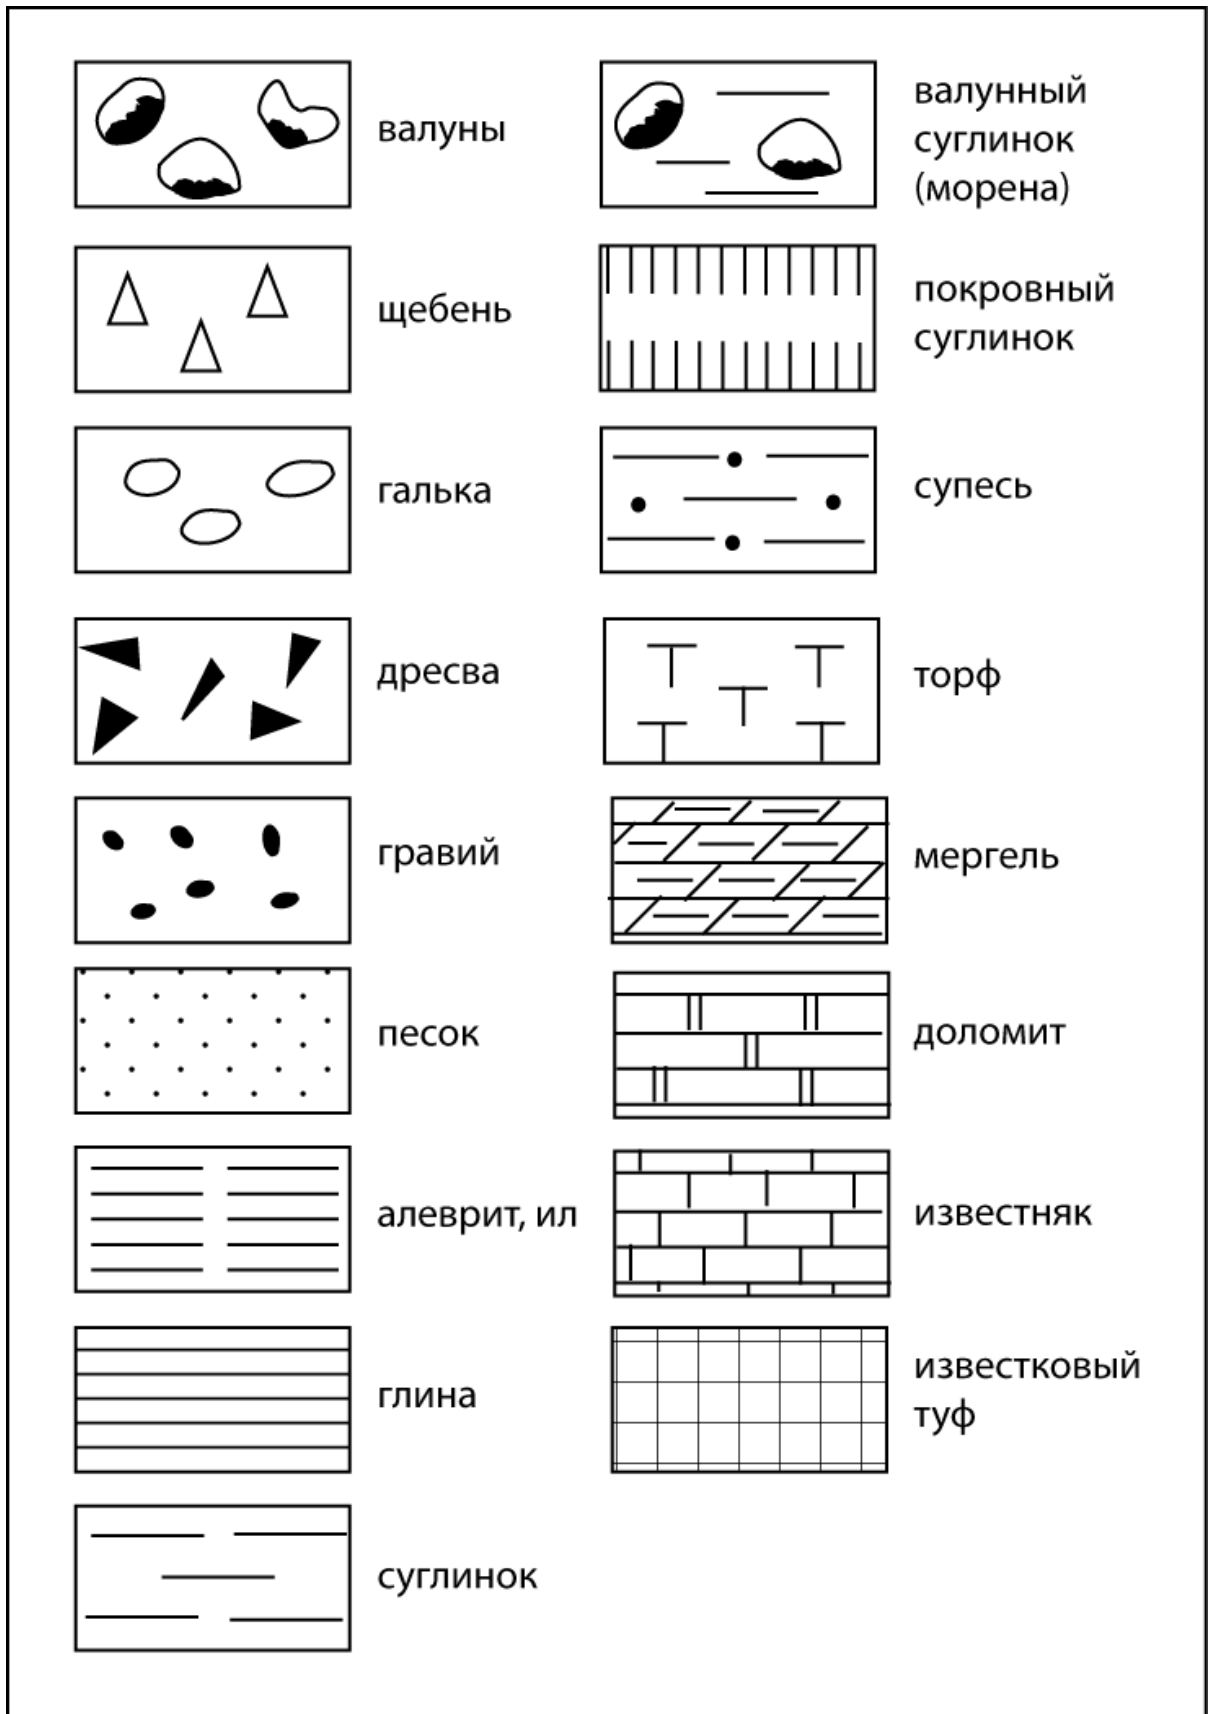 валуны
щебень
галька
дресва
гравий
песок
алеврит, ил
глина
суглинок
валунный
суглинок
(морена)
покровный
суглинок
супесь
торф
мергель
доломит
известняк
известковый
туф